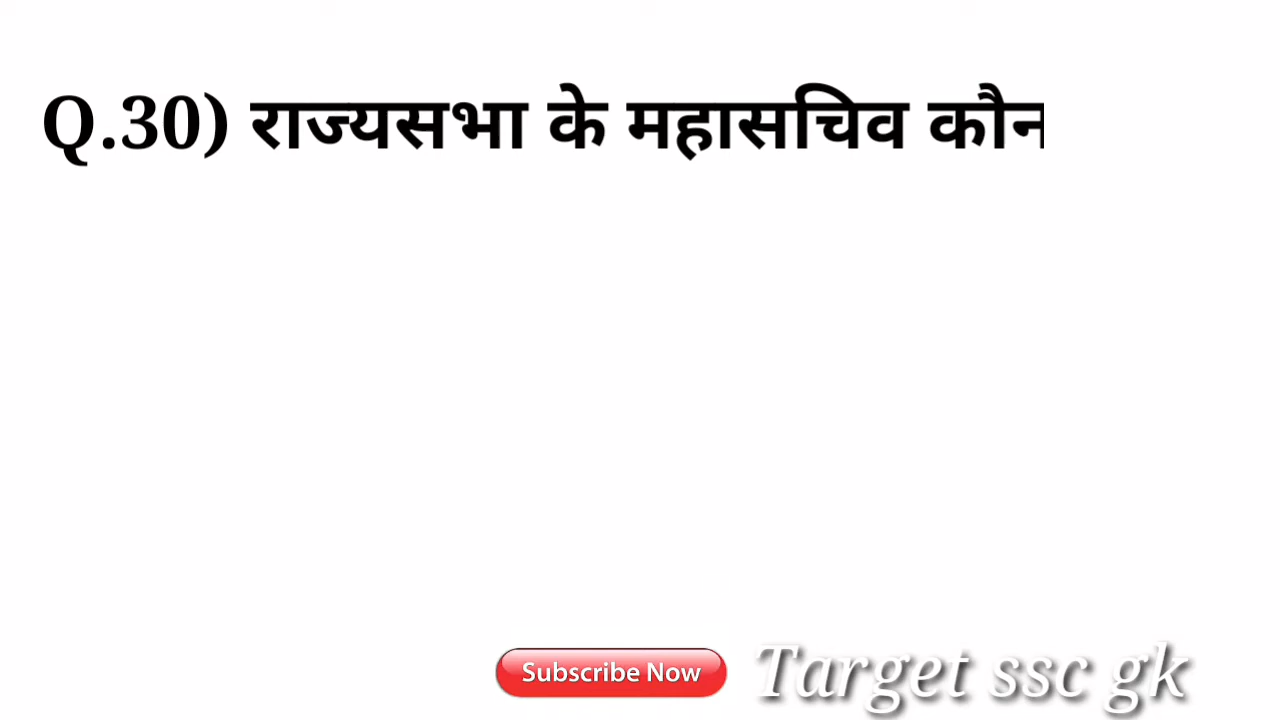 Q.30) राज्यसभा के महासचिव कौन
Subscribe Now
Target ssc gk